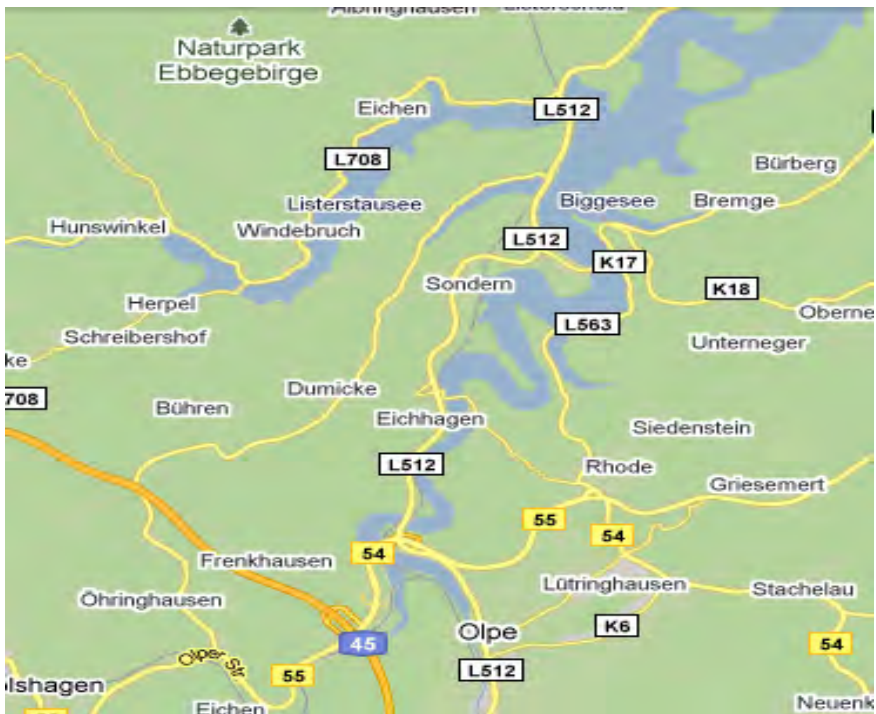 Naturpark
Ebbegebirge
Eichen
L512
L708
Bürberg
Listerstausee
Biggesee
Bremge
Hunswinkel
Windebruch
L512
K17
Sondern
K18
Herpel
Oberne
L563
Schreibershof
Unterneger
ke
Dumicke
708
Bühren
Eichhagen
Siedenstein
L512
Rhode
Griesemert
55
54
54
Frenkhausen
Lütringhausen
Stachelau
Öhringhausen
K6
Olpe
45
54
Olper Str
L512
55
lshagen
Eichen
Neuenk